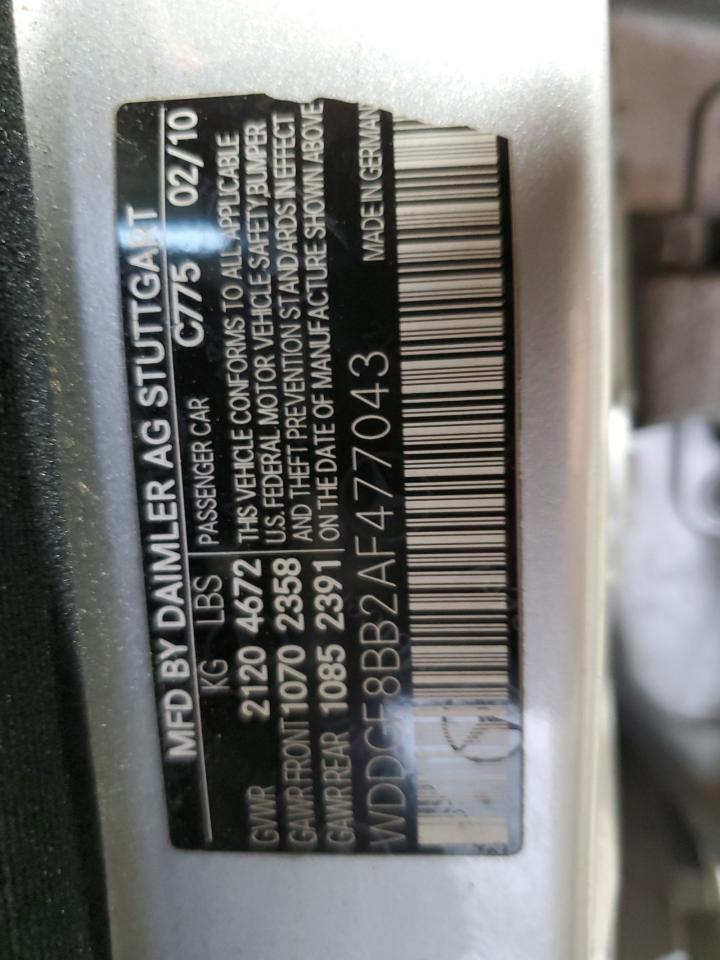 MFD BY DAIMLER AG STUTTGART
KG LBS PASSENGER CAR C775 02/10
GVWR 2120 4672 THIS VEHICLE CONFORMS TO ALL APPLICABLE
GAWR FRONT 1070 2358 U.S. FEDERAL MOTOR VEHICLE SAFETY, BUMPER
GAWR REAR 1085 2391 AND THEFT PREVENTION STANDARDS IN EFFECT
ON THE DATE OF MANUFACTURE SHOWN ABOVE
WDDGF8BB2AF477043 MADE IN GERMAN